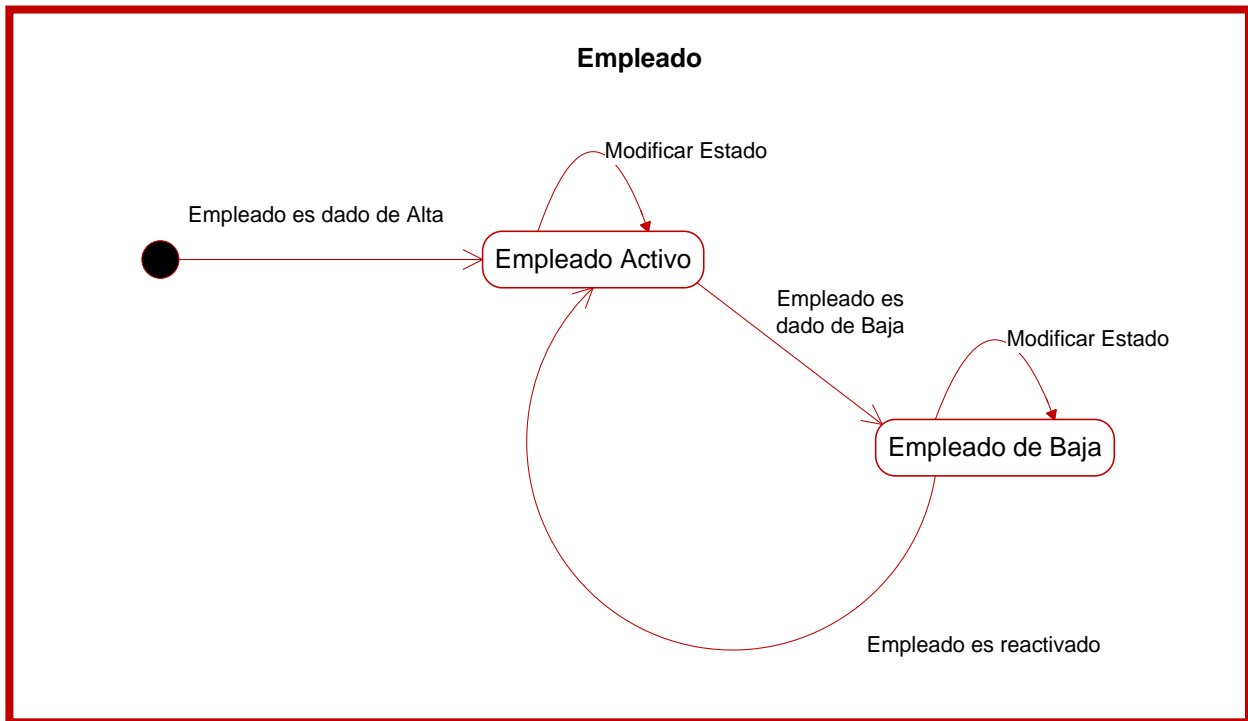 Empleado
Modificar Estado
Empleado es dado de Alta
Empleado Activo
Empleado es
dado de Baja
Modificar Estado
Empleado de Baja
Empleado es reactivado